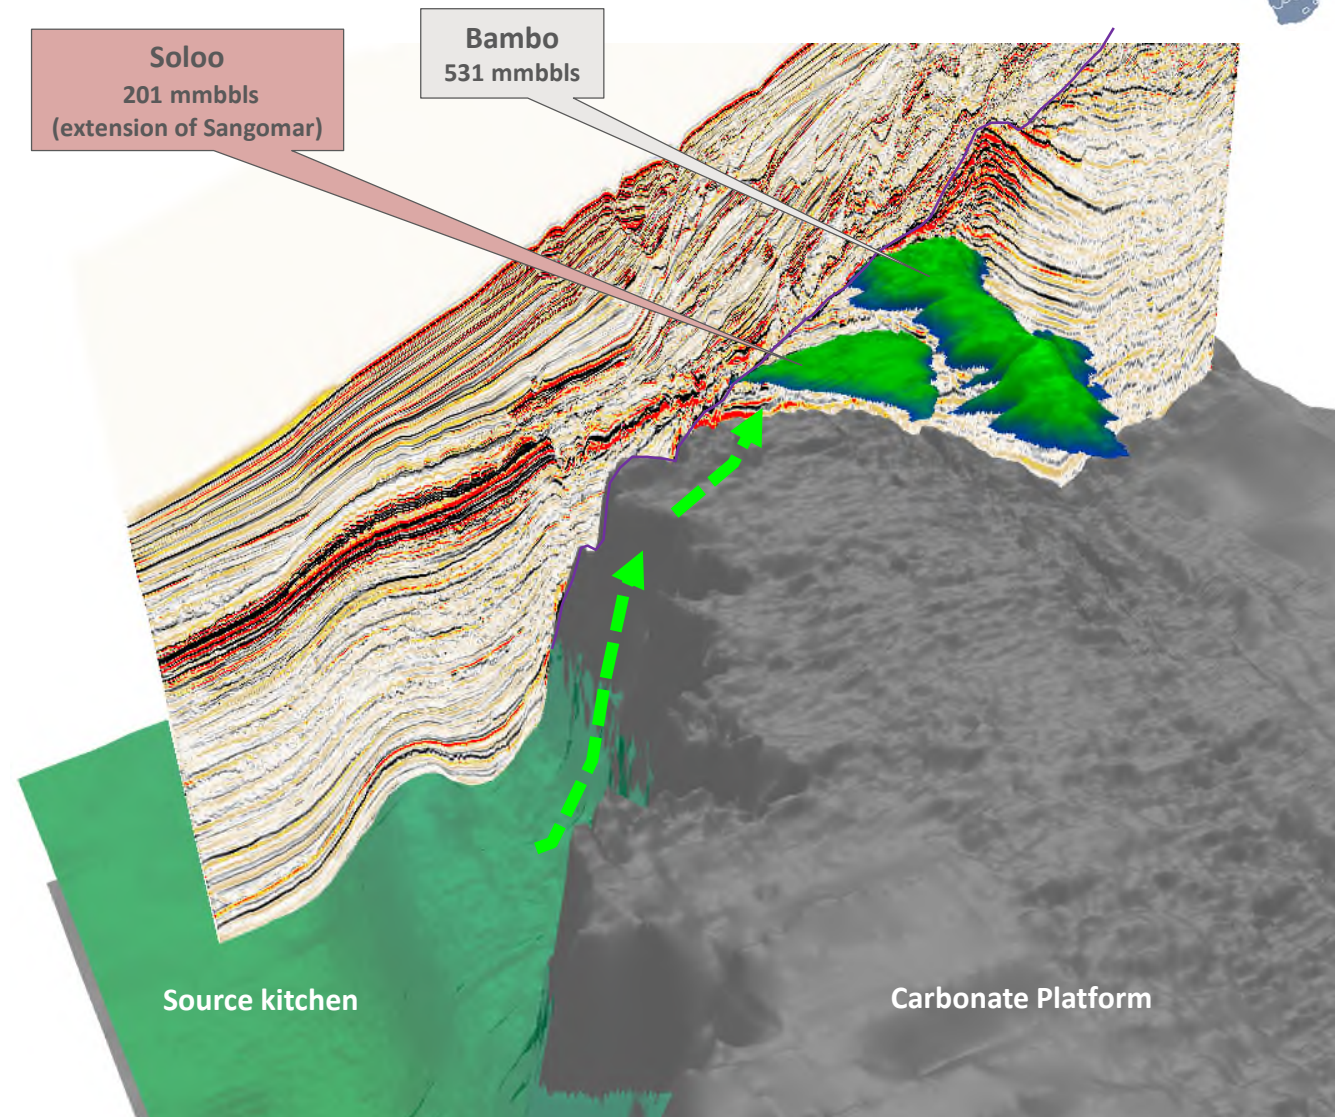 Soloo
201 mmbbls
(extension of Sangomar)
Bambo
531 mmbbls
Source kitchen
Carbonate Platform